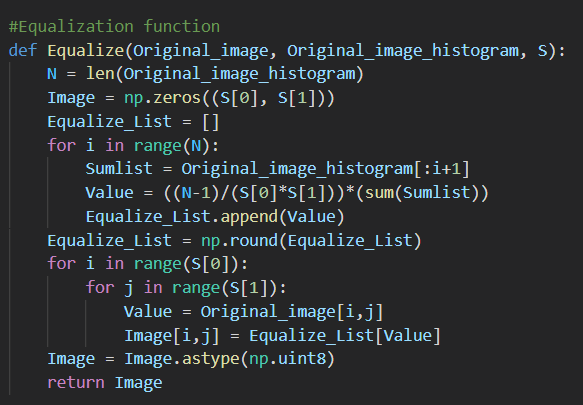 #Equalization function
def Equalize(Original_image, Original_image_histogram, S):
    N = len(Original_image_histogram)
    Image = np.zeros((S[0], S[1]))
    Equalize_List = []
    for i in range(N):
        Sumlist = Original_image_histogram[:i+1]
        Value = ((N-1)/(S[0]*S[1]))*(sum(Sumlist))
        Equalize_List.append(Value)
    Equalize_List = np.round(Equalize_List)
    for i in range(S[0]):
        for j in range(S[1]):
            Value = Original_image[i,j]
            Image[i,j] = Equalize_List[Value]
    Image = Image.astype(np.uint8)
    return Image